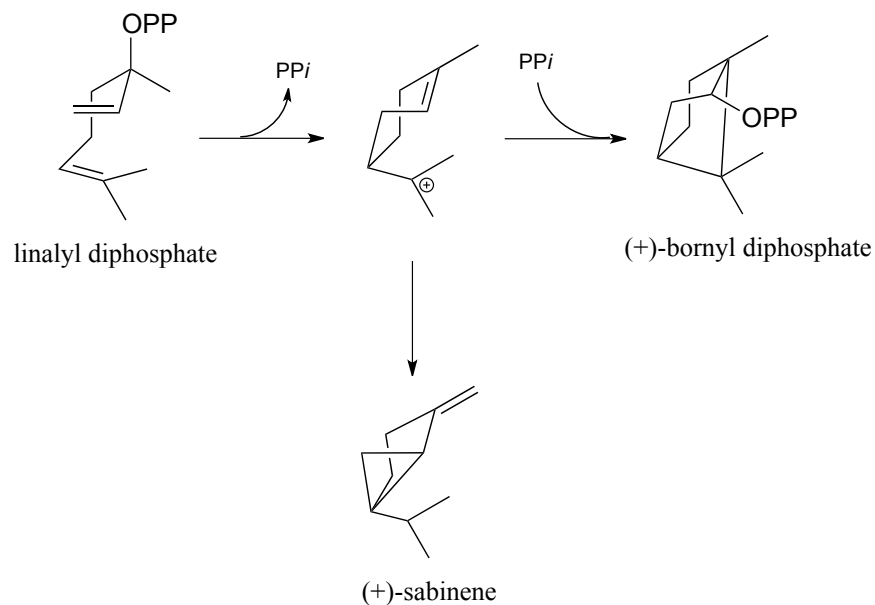 OPP
PPi
PPi
OPP
linalyl diphosphate
(+)-bornyl diphosphate
(+)-sabinene